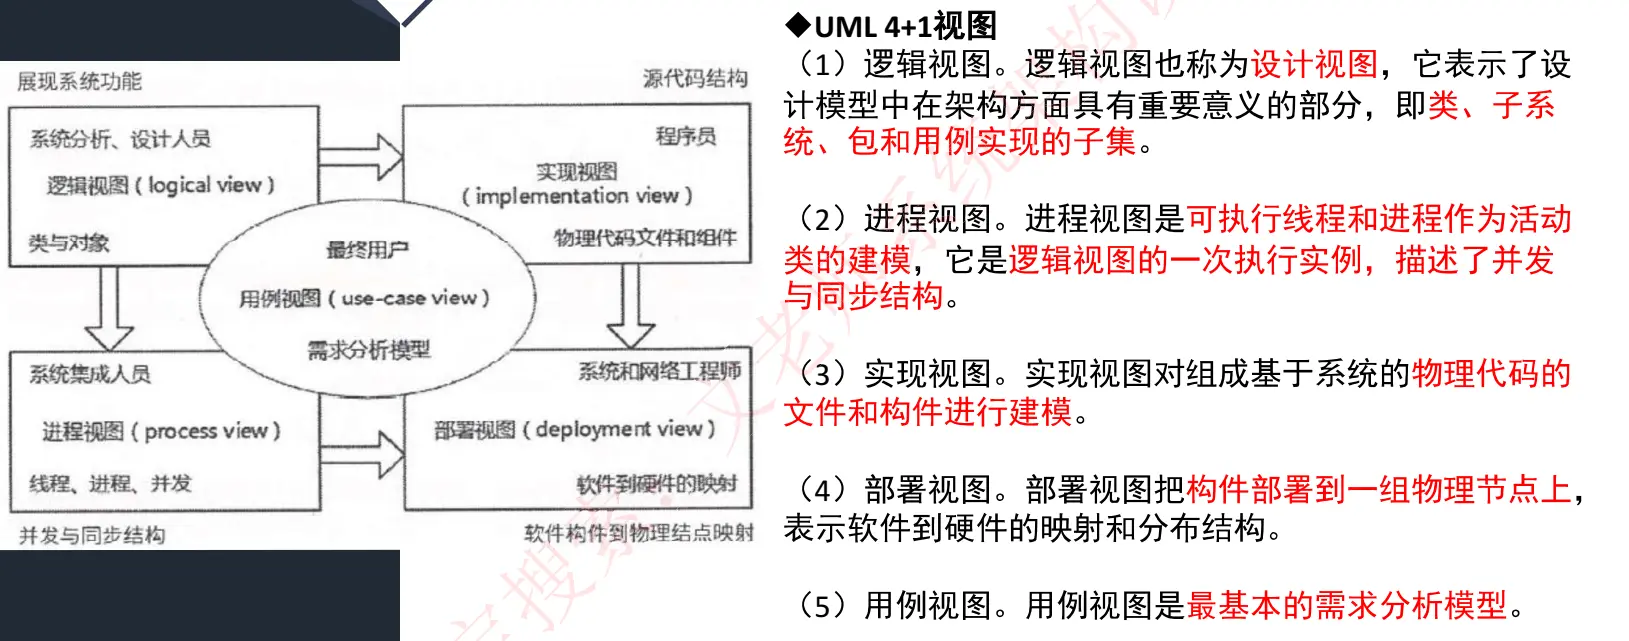 展现系统功能
源代码结构
系统分析、设计人员
逻辑视图（logical view）
类与对象
程序员
实现视图
（implementation view）
物理代码文件和组件
最终用户
用例视图（use-case view）
需求分析模型
系统集成人员
进程视图（process view）
线程、进程、并发
系统和网络工程师
部署视图（deployment view）
软件到硬件的映射
并发与同步结构
软件构件到物理结点映射
◆UML 4+1视图
（1）逻辑视图。逻辑视图也称为设计视图，它表示了设
计模型中在架构方面具有重要意义的部分，即类、子系
统、包和用例实现的子集。
（2）进程视图。进程视图是可执行线程和进程作为活动
类的建模，它是逻辑视图的一次执行实例，描述了并发
与同步结构。
（3）实现视图。实现视图对组成基于系统的物理代码的
文件和构件进行建模。
（4）部署视图。部署视图把构件部署到一组物理节点上，
表示软件到硬件的映射和分布结构。
（5）用例视图。用例视图是最基本的需求分析模型。
搜索：文老师系统架构